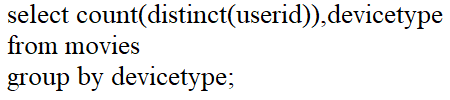 select count(distinct(userid)),devicetype
from movies
group by devicetype;